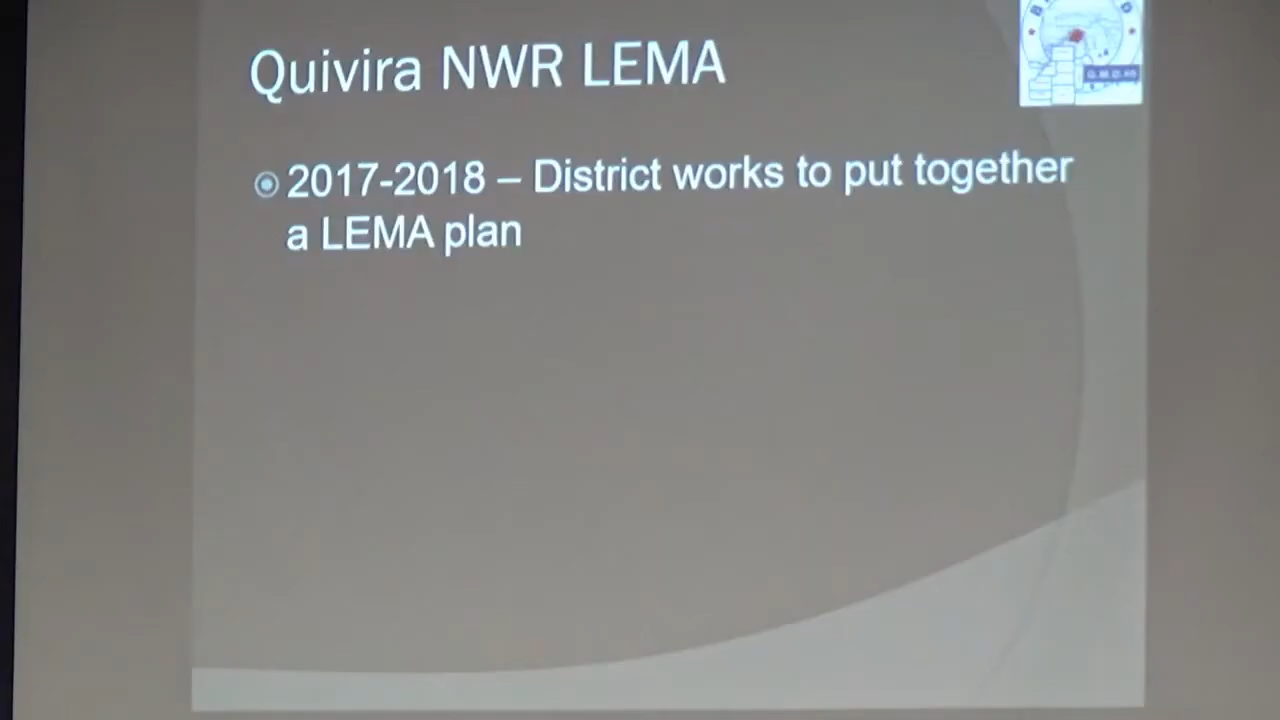 Quivira NWR LEMA
2017-2018 – District works to put together
a LEMA plan